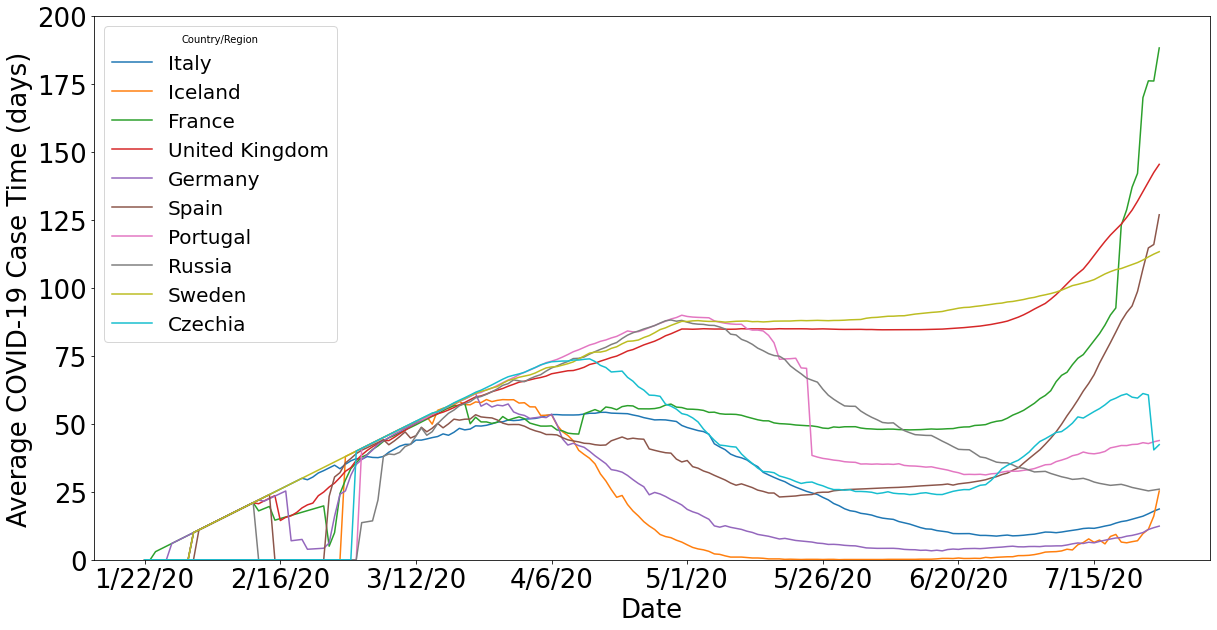 Average COVID-19 Case Time (days)
200
175
150
125
100
75
50
25
0
Country/Region
Italy
Iceland
France
United Kingdom
Germany
Spain
Portugal
Russia
Sweden
Czechia
1/22/20 2/16/20 3/12/20 4/6/20 5/1/20 5/26/20 6/20/20 7/15/20
Date